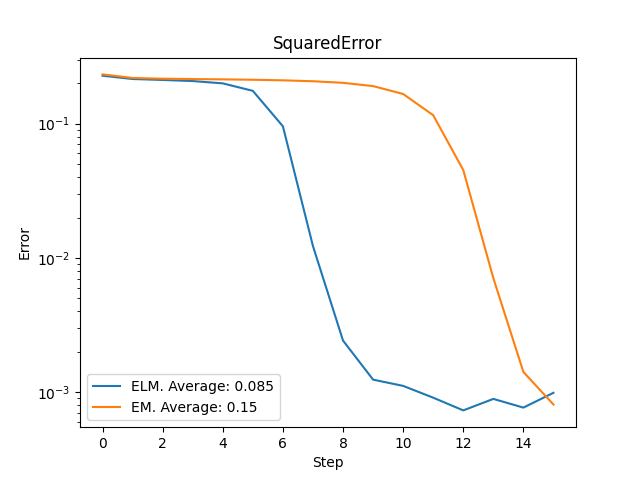 SquaredError
Error
10⁻¹
10⁻²
10⁻³
ELM. Average: 0.085
EM. Average: 0.15
0 2 4 6 8 10 12 14
Step